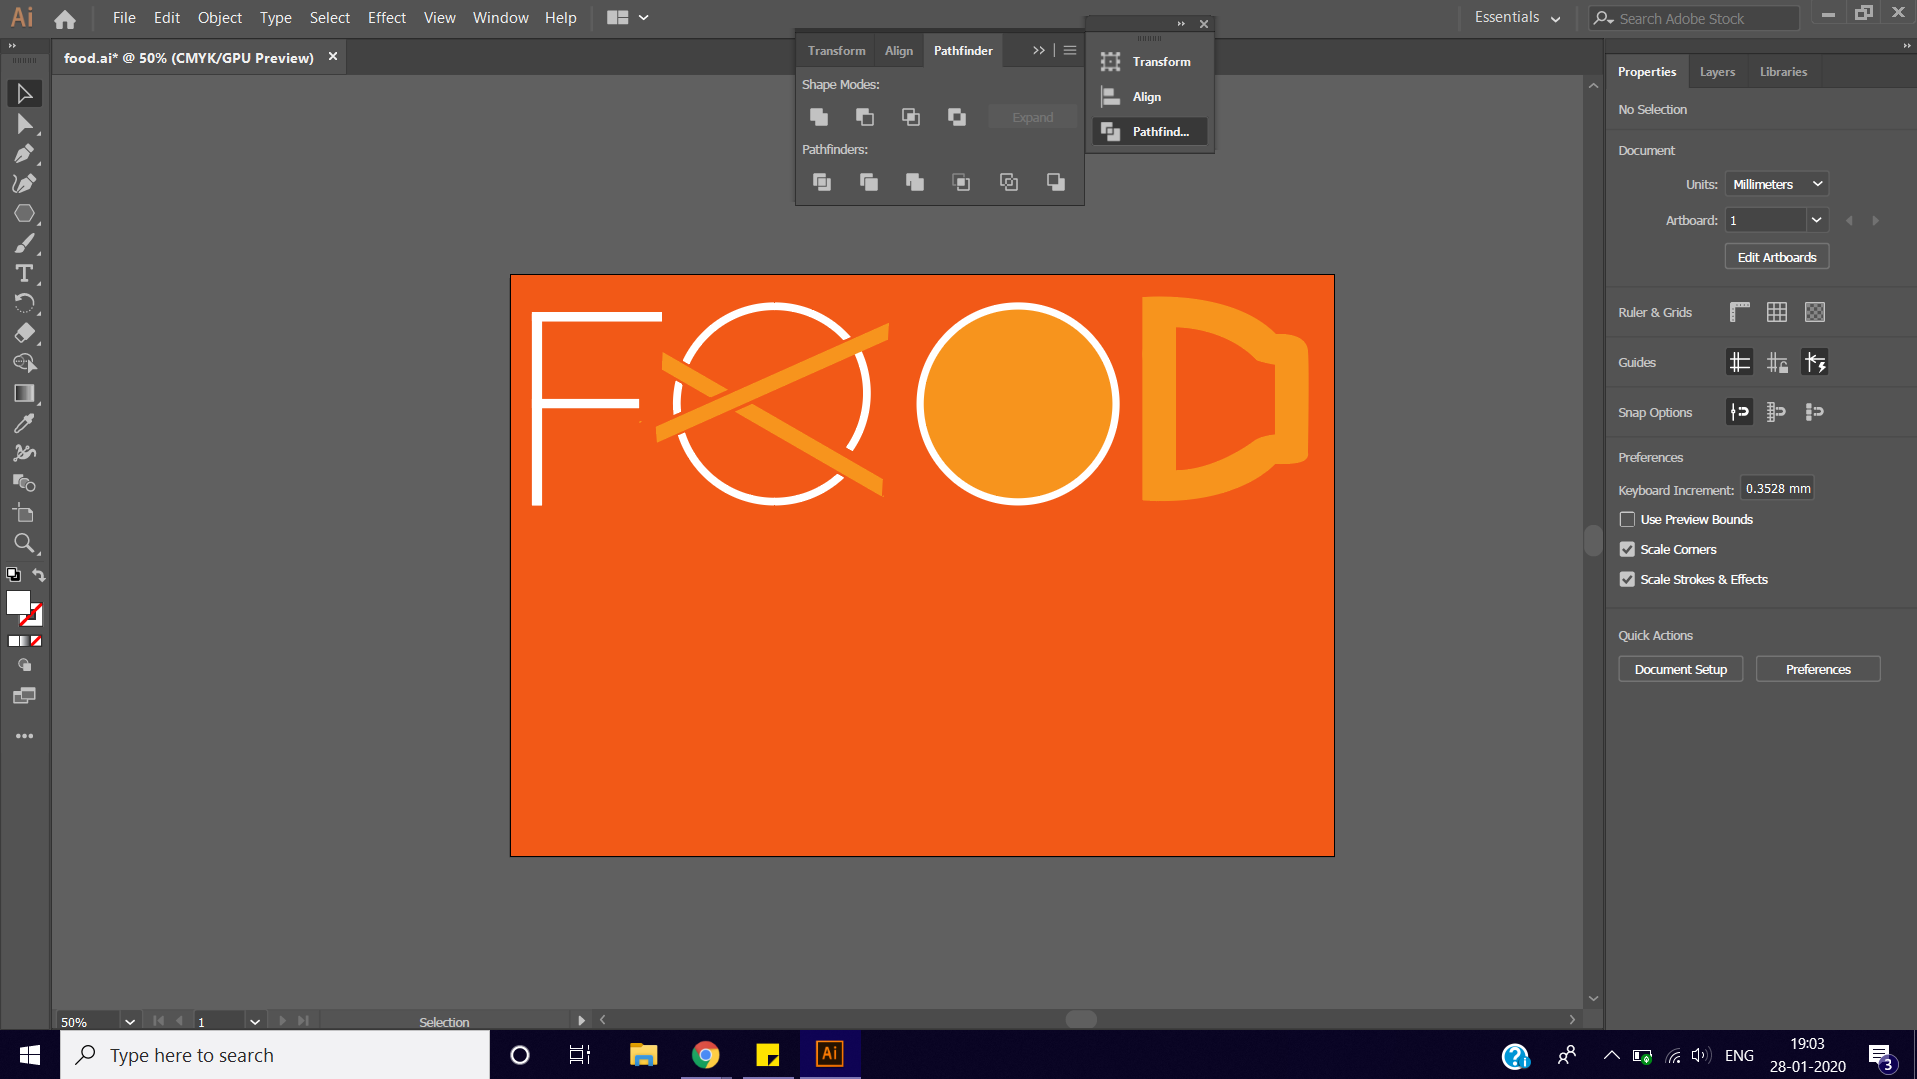 Ai File Edit Object Type Select Effect View Window Help
Essentials Search Adobe Stock
food.ai* @ 50% (CMYK/GPU Preview) ×
Transform Align Pathfinder
Shape Modes:
Expand
Pathfinders:
Transform
Align
Pathfind...
Properties Layers Libraries
No Selection
Document
Units: Millimeters
Artboard: 1
Edit Artboards
Ruler & Grids
Guides
Snap Options
Preferences
Keyboard Increment: 0.3528 mm
Use Preview Bounds
Scale Corners
Scale Strokes & Effects
Quick Actions
Document Setup Preferences
FOOD
50% 1 Selection
Type here to search
Ai
ENG
19:03
28-01-2020
3